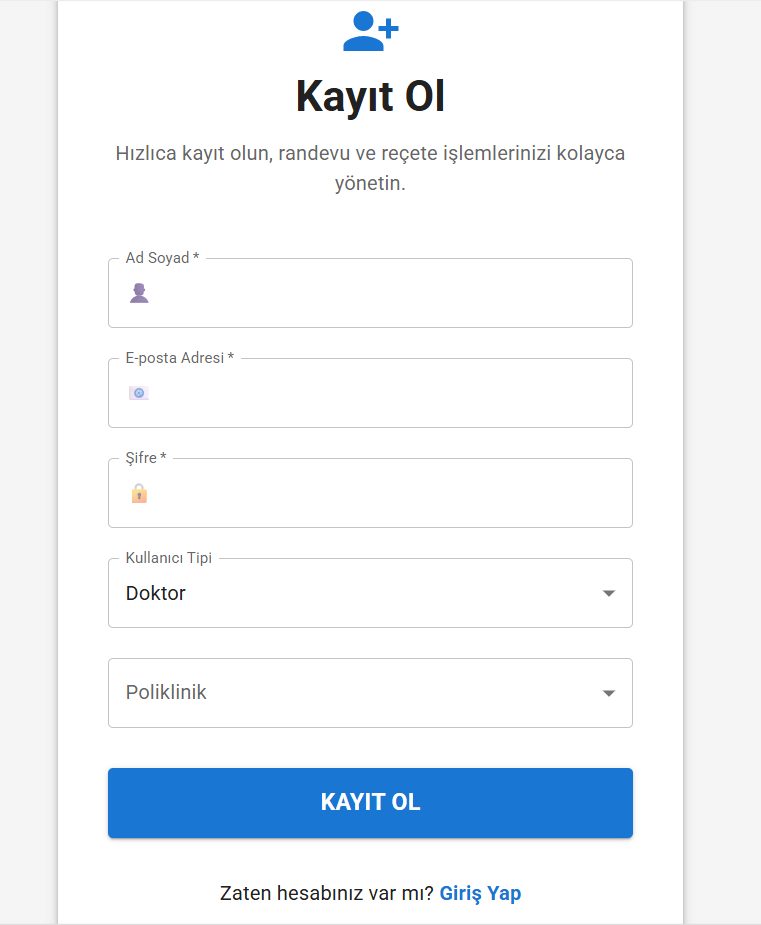 Kayıt Ol
Hızlıca kayıt olun, randevu ve reçete işlemlerinizi kolayca
yönetin.
Ad Soyad *
E-posta Adresi *
Şifre *
Kullanıcı Tipi
Doktor
Poliklinik
KAYIT OL
Zaten hesabınız var mı? Giriş Yap